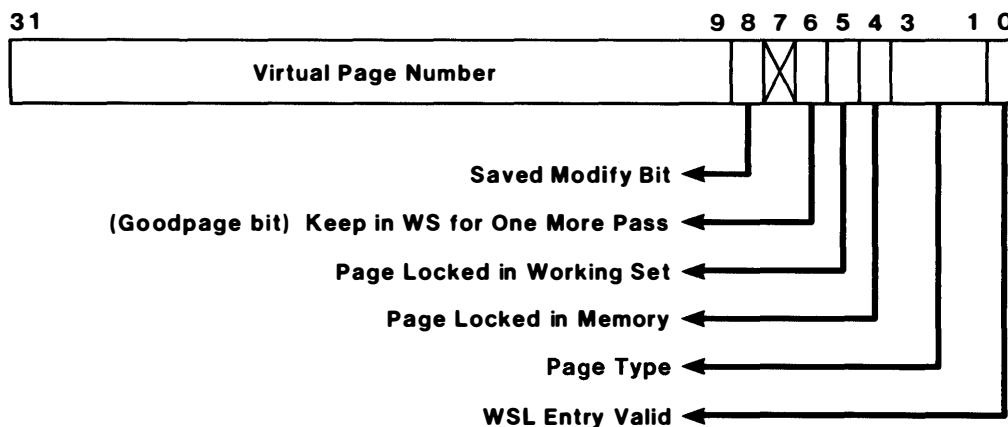 31 9 8 7 6 5 4 3 1 0
Virtual Page Number
Saved Modify Bit
(Goodpage bit) Keep in WS for One More Pass
Page Locked in Working Set
Page Locked in Memory
Page Type
WSL Entry Valid